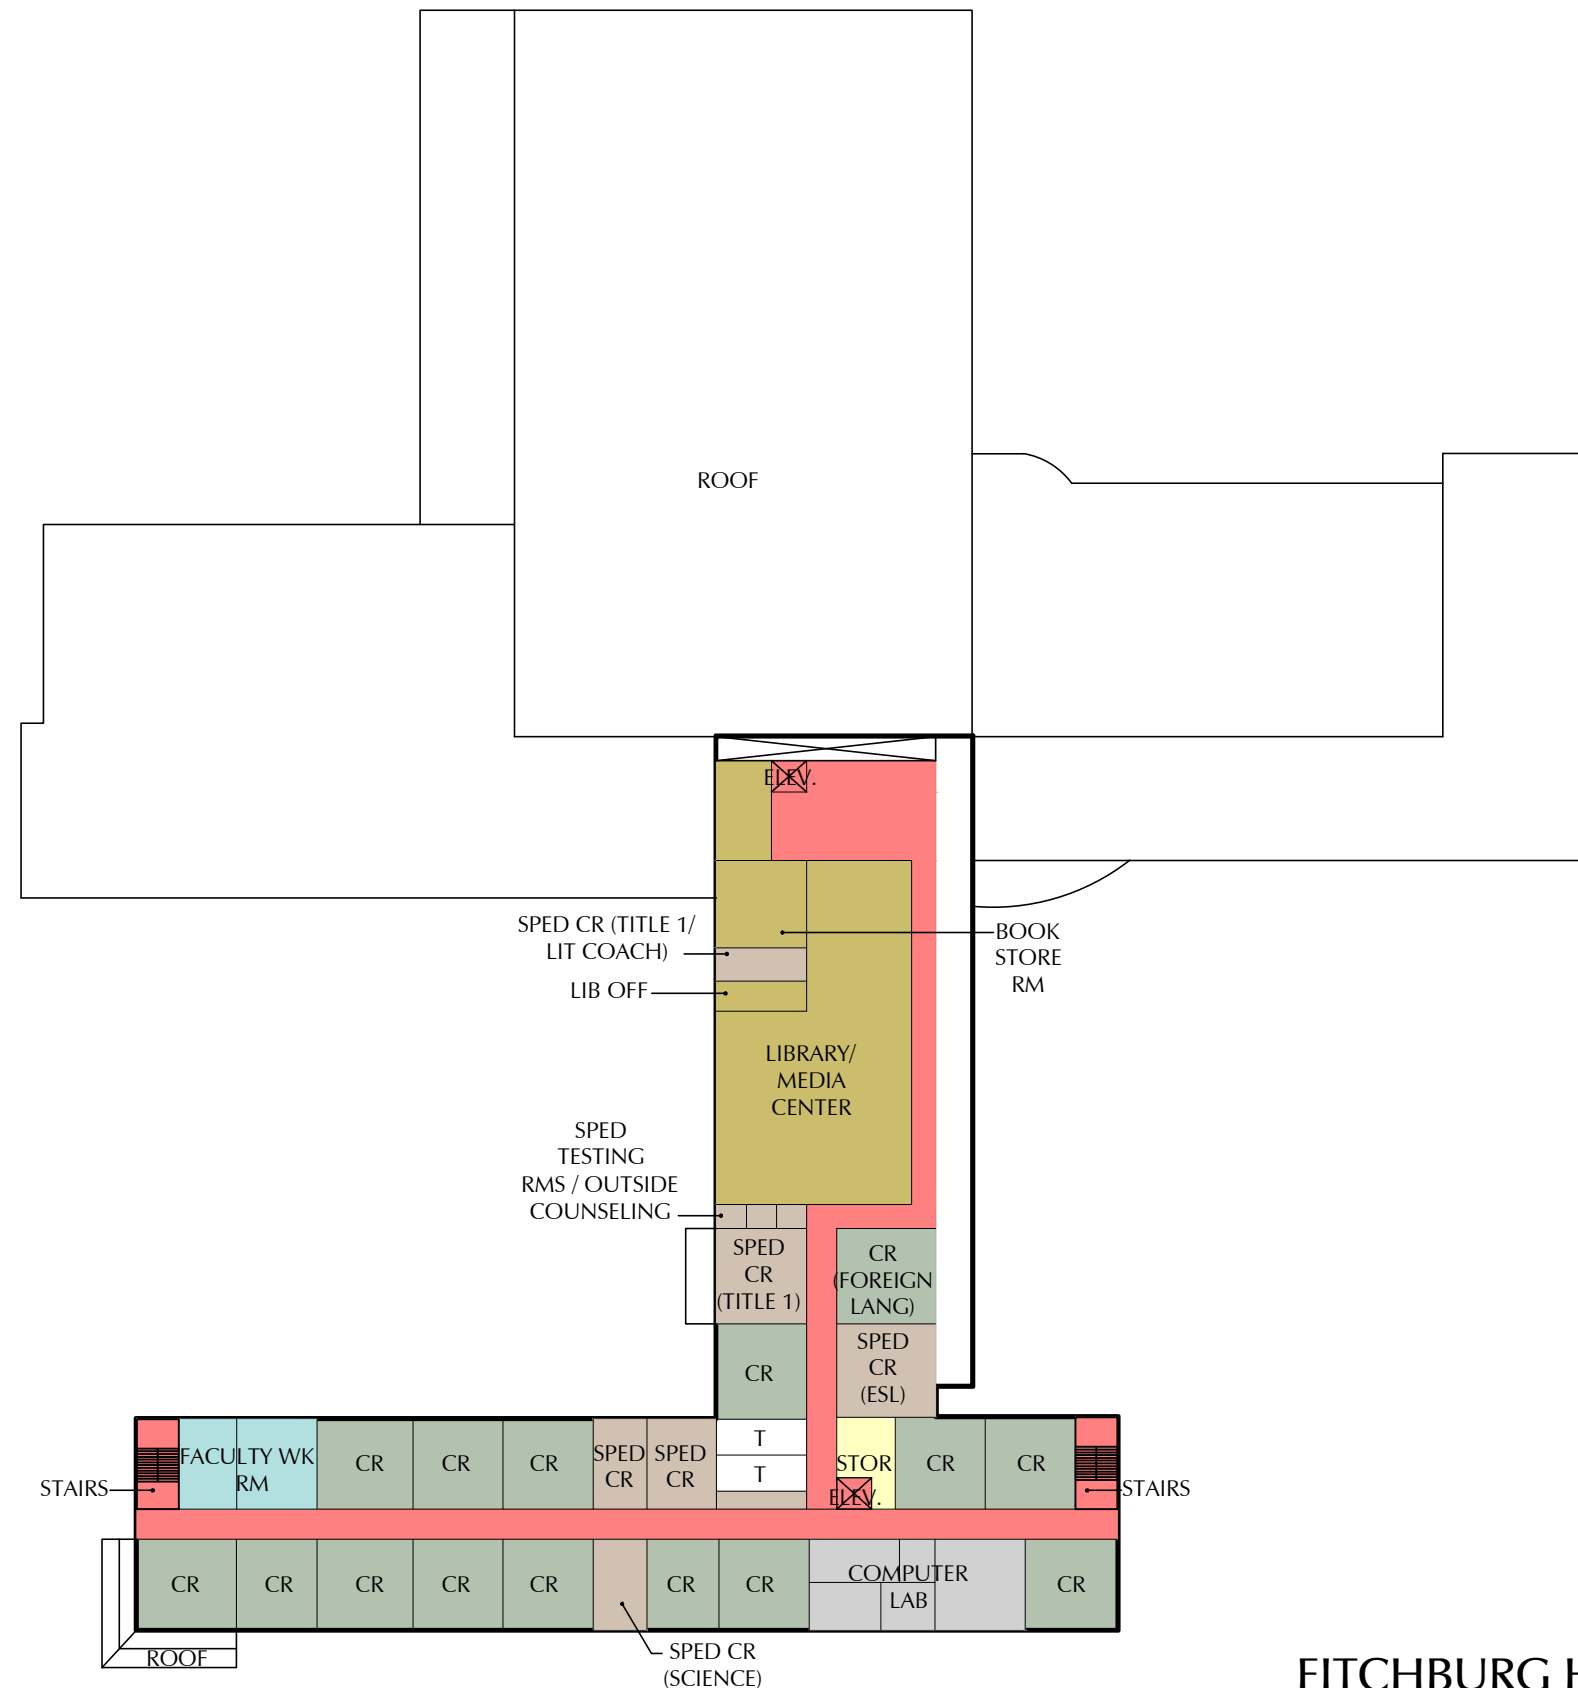 ROOF
ELEV.
SPED CR (TITLE 1/
LIT COACH)
BOOK
STORE
RM
LIB OFF
LIBRARY/
MEDIA
CENTER
SPED
TESTING
RMS / OUTSIDE
COUNSELING
SPED
CR
(TITLE 1)
CR
(FOREIGN
LANG)
CR
SPED
CR
(ESL)
STAIRS
FACULTY WK
RM
CR
CR
CR
SPED
CR
SPED
CR
T
T
STOR
ELEV.
CR
CR
STAIRS
CR
CR
CR
CR
CR
CR
CR
COMPUTER
LAB
CR
ROOF
SPED CR
(SCIENCE)
FITCHBURG H